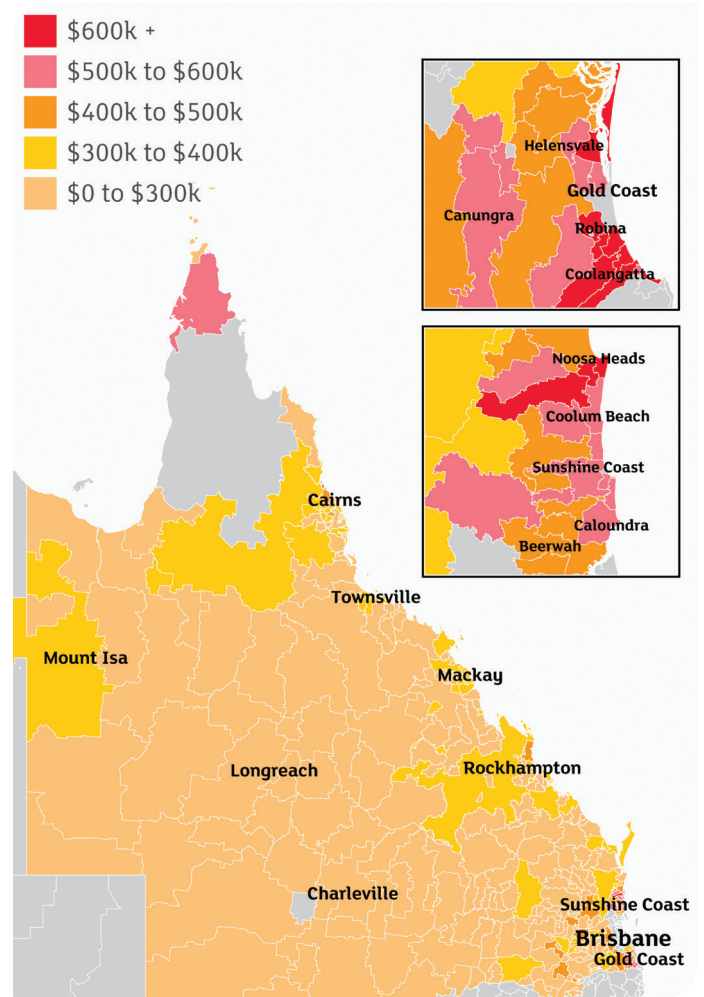 $600k +
$500k to $600k
$400k to $500k
$300k to $400k
$0 to $300k
Helensvale
Gold Coast
Canungra
Robina
Coolangatta
Noosa Heads
Coolum Beach
Sunshine Coast
Caloundra
Beerwah
Cairns
Townsville
Mount Isa
Mackay
Longreach
Rockhampton
Charleville
Sunshine Coast
Brisbane
Gold Coast